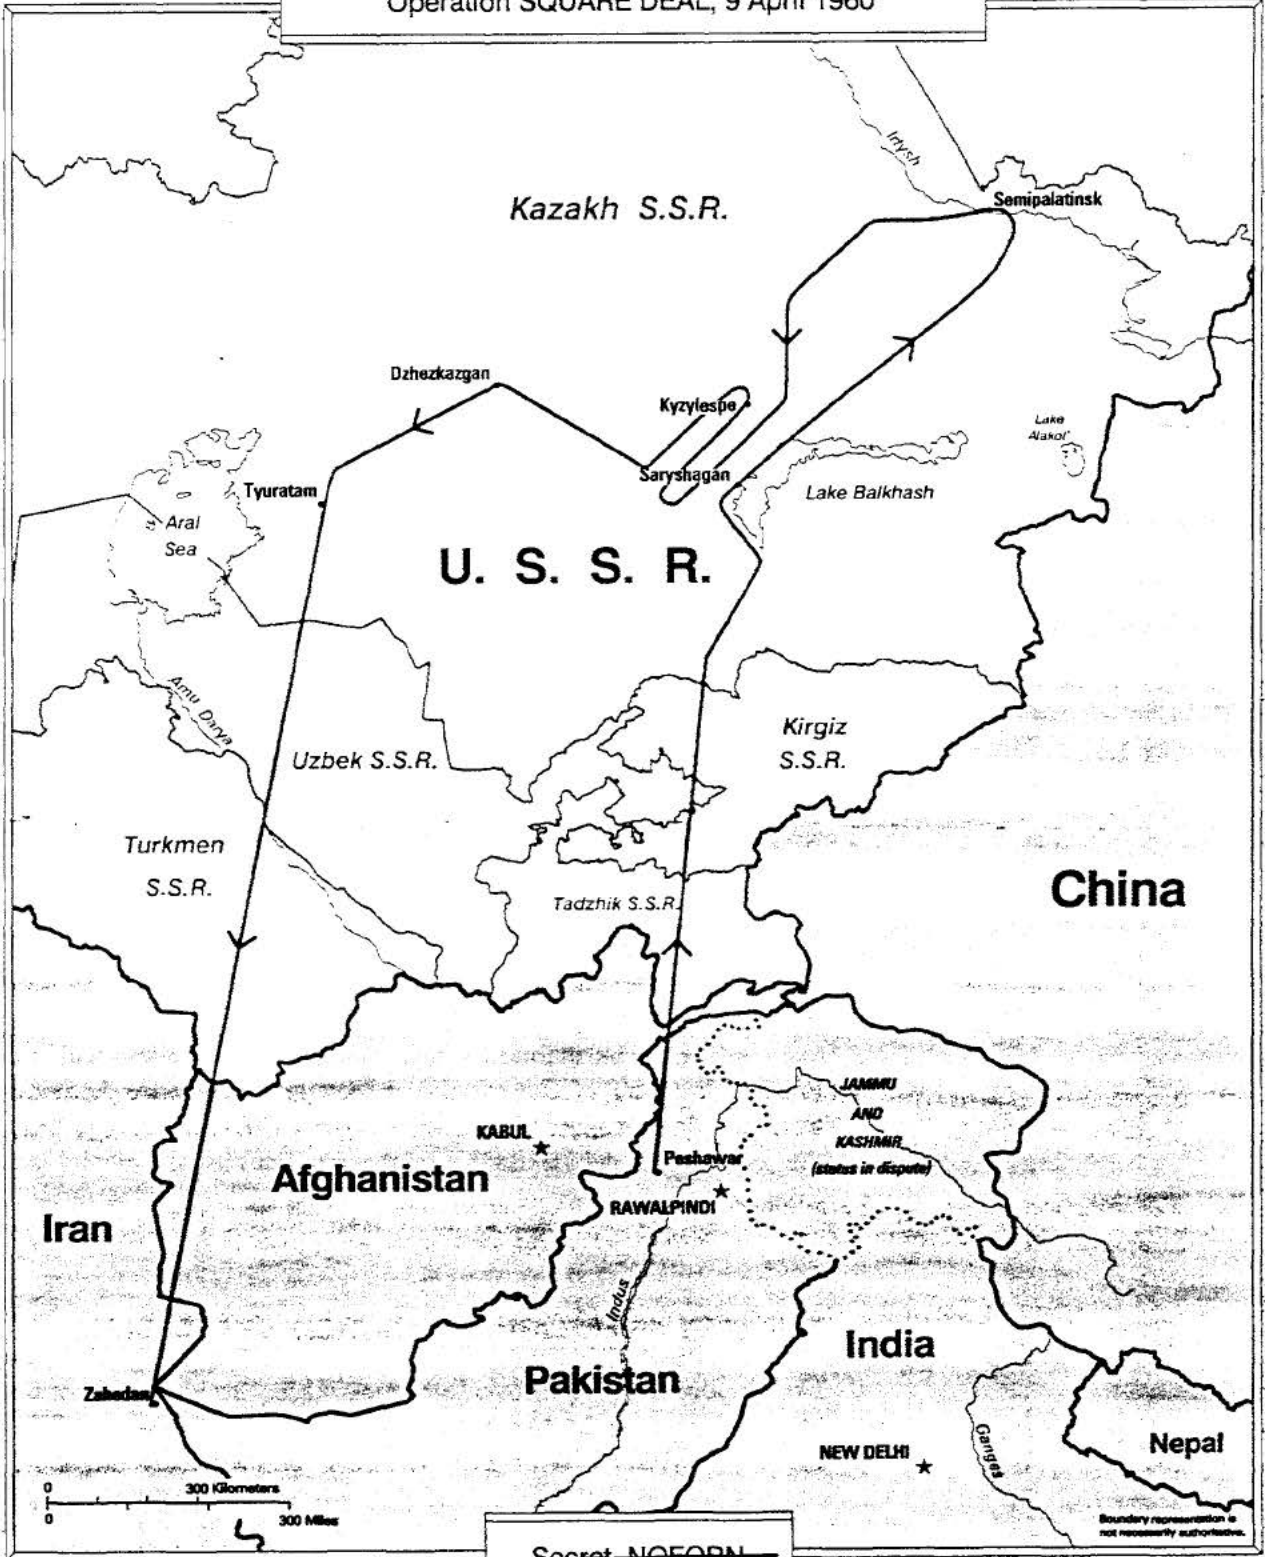 Operation SQUARE DEAL, 9 April 1960
Irtysh
Semipalatinsk
Kazakh S.S.R.
Dzhezkazgan
Kyzylespe
Lake
Alakol'
Saryshagan
Tyuratam
Lake Balkhash
Aral
Sea
U. S. S. R.
Amu Darya
Kirgiz
S.S.R.
Uzbek S.S.R.
Turkmen
S.S.R.
China
Tadzhik S.S.R.
JAMMU
AND
KASHMIR
(status in dispute)
KABUL
Peshawar
Afghanistan
RAWALPINDI
Iran
Indus
India
Pakistan
Zahedan
Ganges
Nepal
NEW DELHI
0
300 Kilometers
0
300 Miles
Boundary representation is
not necessarily authoritative.
Secret NOFORN